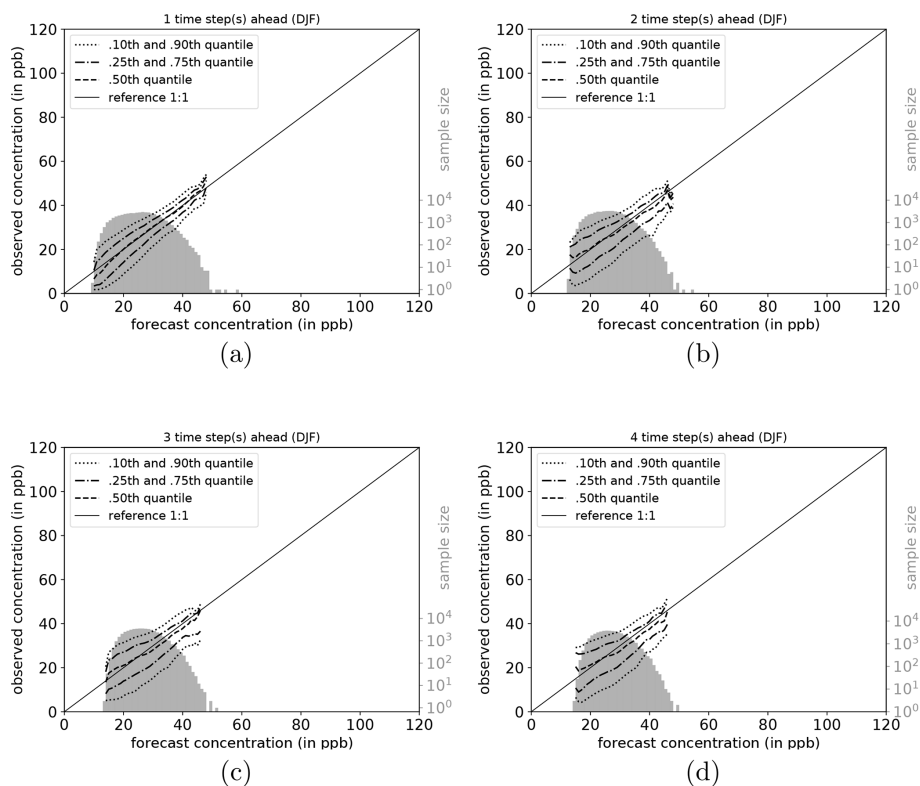 1 time step(s) ahead (DJF)
observed concentration (in ppb)
120
100
80
60
40
20
0
.10th and .90th quantile
.25th and .75th quantile
.50th quantile
reference 1:1
sample size
10^4
10^3
10^2
10^1
10^0
0 20 40 60 80 100 120
forecast concentration (in ppb)
(a)
2 time step(s) ahead (DJF)
observed concentration (in ppb)
120
100
80
60
40
20
0
.10th and .90th quantile
.25th and .75th quantile
.50th quantile
reference 1:1
sample size
10^4
10^3
10^2
10^1
10^0
0 20 40 60 80 100 120
forecast concentration (in ppb)
(b)
3 time step(s) ahead (DJF)
observed concentration (in ppb)
120
100
80
60
40
20
0
.10th and .90th quantile
.25th and .75th quantile
.50th quantile
reference 1:1
sample size
10^4
10^3
10^2
10^1
10^0
0 20 40 60 80 100 120
forecast concentration (in ppb)
(c)
4 time step(s) ahead (DJF)
observed concentration (in ppb)
120
100
80
60
40
20
0
.10th and .90th quantile
.25th and .75th quantile
.50th quantile
reference 1:1
sample size
10^4
10^3
10^2
10^1
10^0
0 20 40 60 80 100 120
forecast concentration (in ppb)
(d)